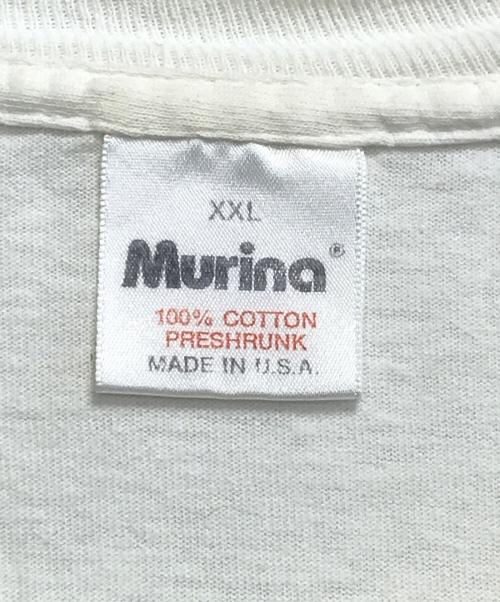 XXL
Murina®
100% COTTON
PRESHRUNK
MADE IN U.S.A.